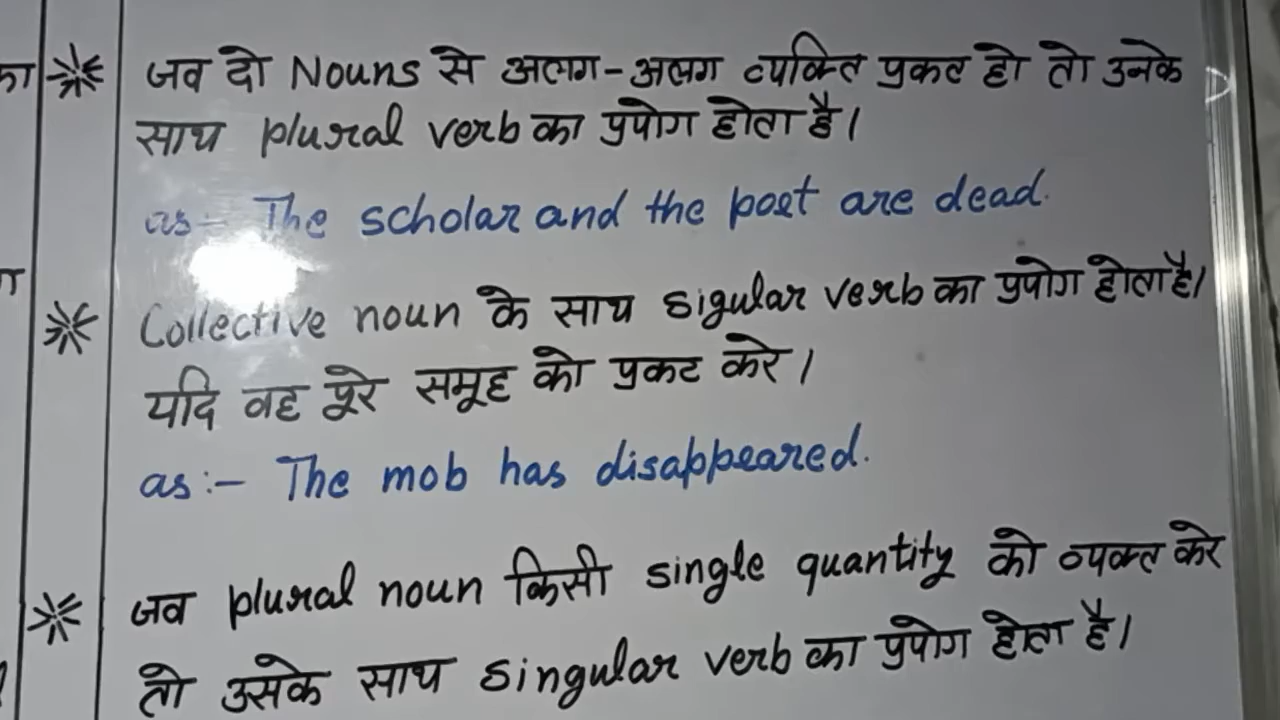 का
जब दो Nouns से अलग-अलग व्यक्ति प्रकट हो तो उनके
साथ plural verb का प्रयोग होता है।
as:- The scholar and the poet are dead.
Collective noun के साथ sigular verb का प्रयोग होता है।
यदि वह पूरे समूह को प्रकट करे।
as:- The mob has disappeared.
जब plural noun किसी single quantity को व्यक्त करे
तो उसके साथ singular verb का प्रयोग होता है।